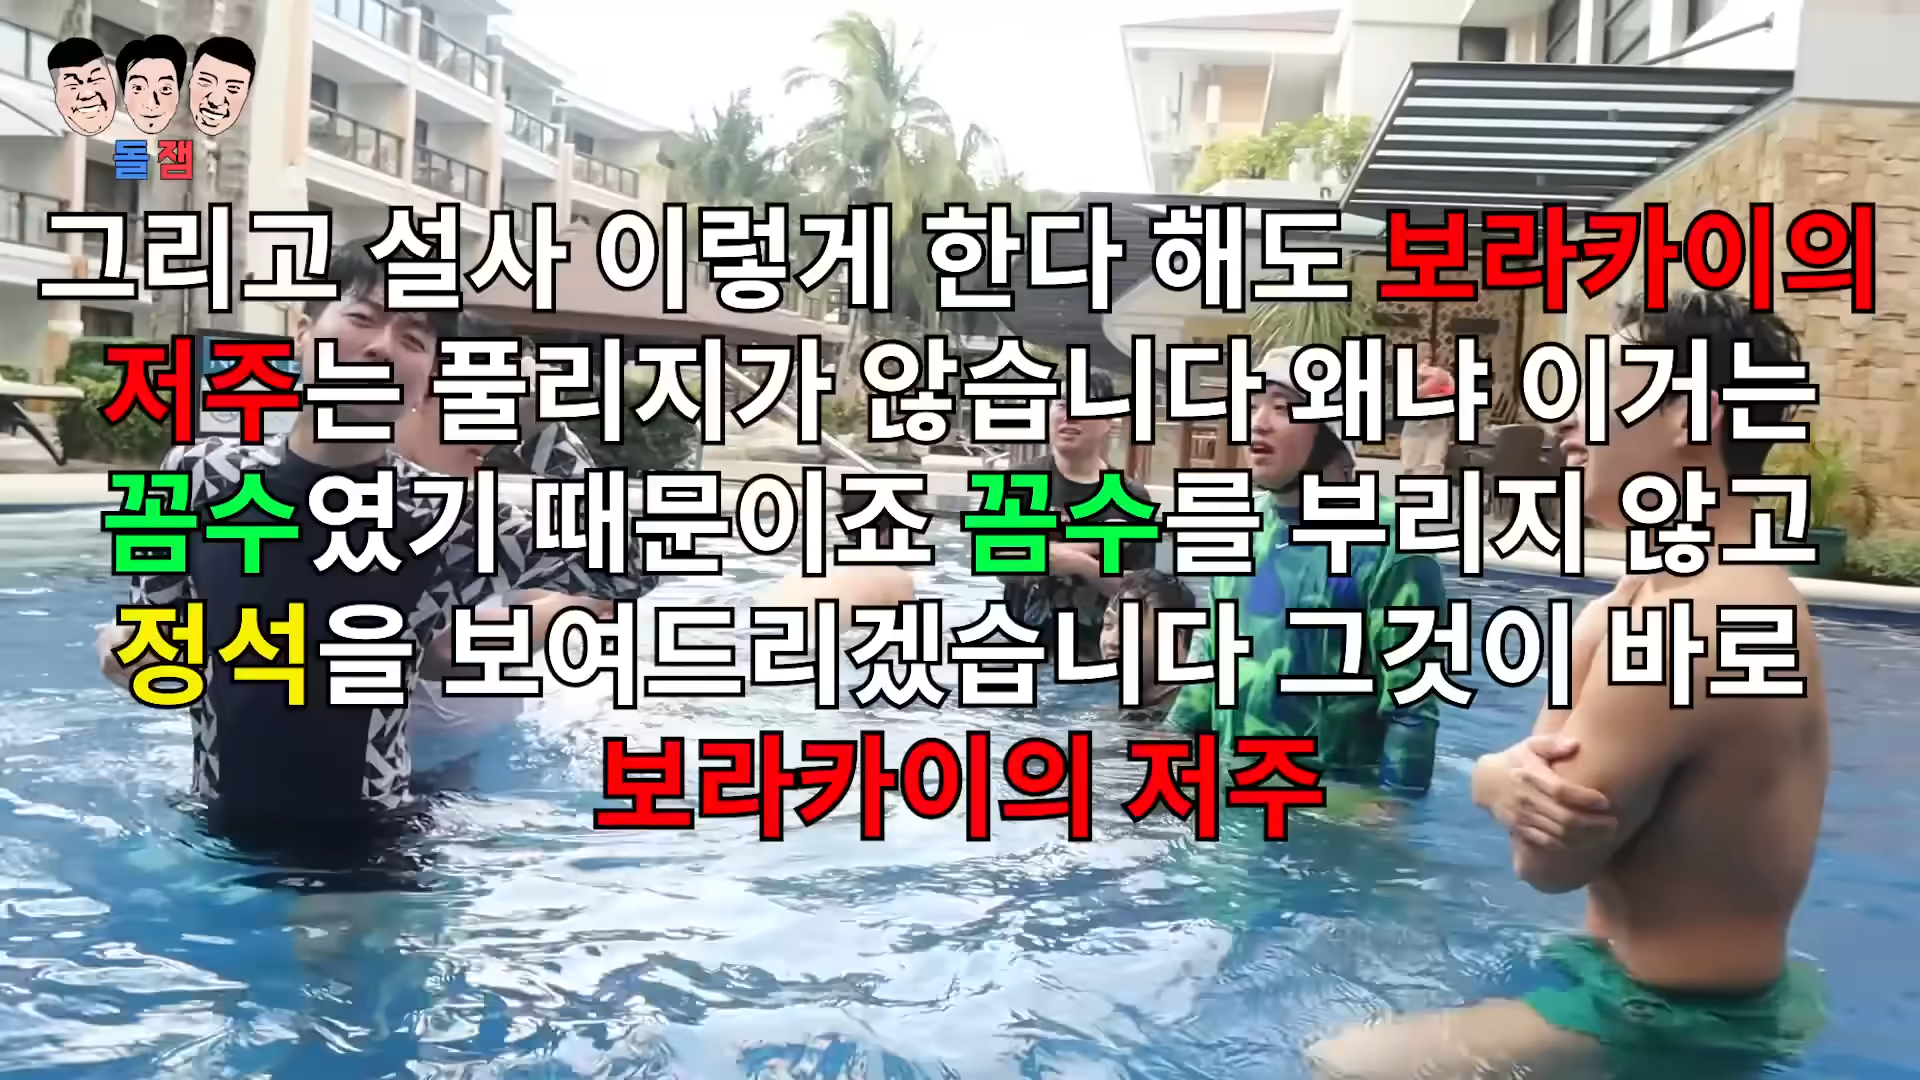 돌잼
그리고 설사 이렇게 한다 해도 보라카이의
저주는 풀리지가 않습니다 왜냐 이거는
꼼수였기 때문이죠 꼼수를 부리지 않고
정석을 보여드리겠습니다 그것이 바로
보라카이의 저주